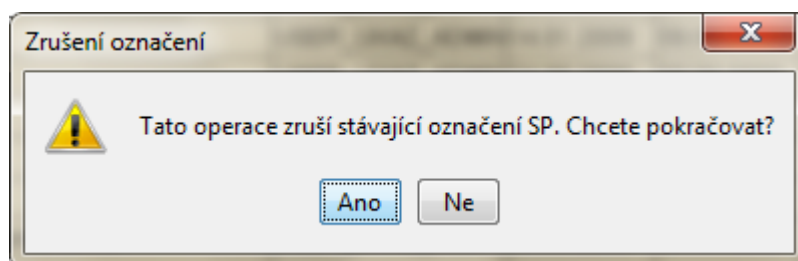 Zrušení označení
Tato operace zruší stávající označení SP. Chcete pokračovat?
Ano
Ne